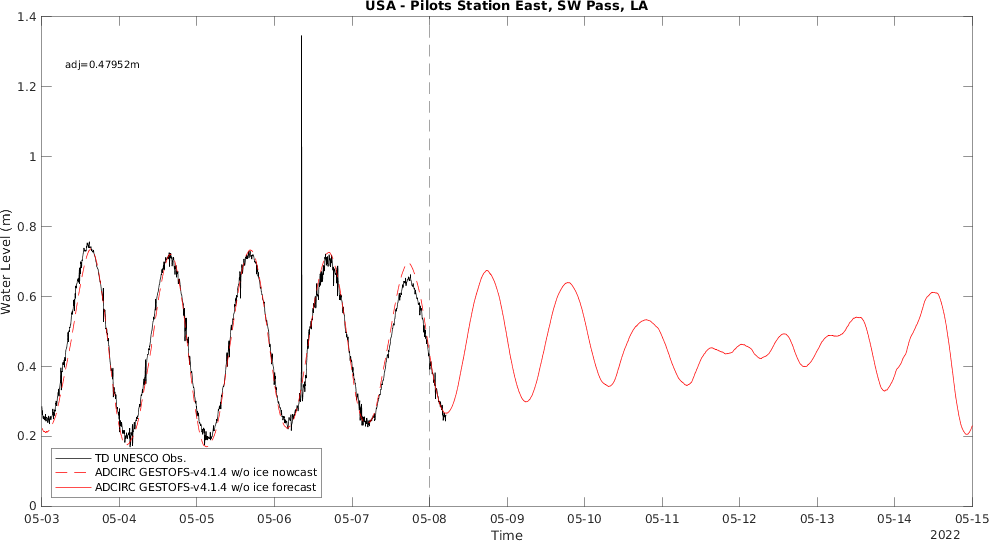 USA - Pilots Station East, SW Pass, LA
adj=0.47952m
Water Level (m)
1.4
1.2
1
0.8
0.6
0.4
0.2
0
TD UNESCO Obs.
ADCIRC GESTOFS-v4.1.4 w/o ice nowcast
ADCIRC GESTOFS-v4.1.4 w/o ice forecast
05-03 05-04 05-05 05-06 05-07 05-08 05-09 05-10 05-11 05-12 05-13 05-14 05-15
Time
2022